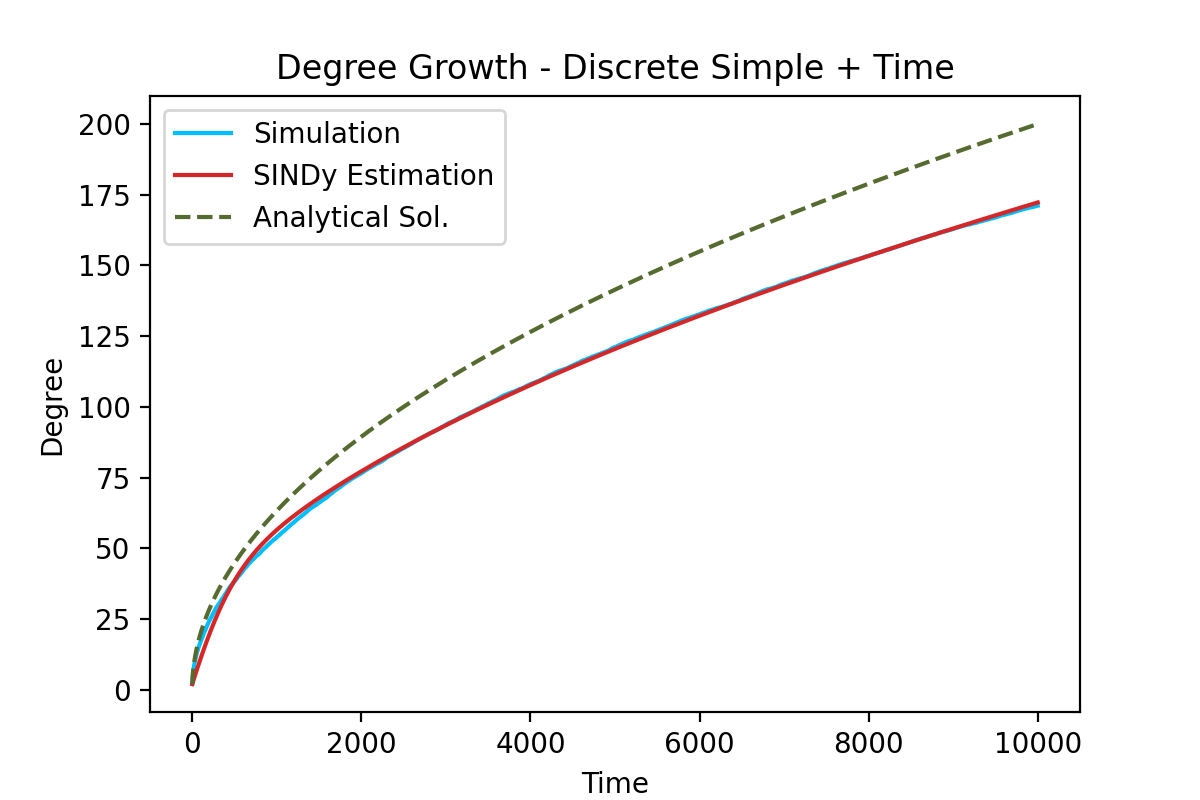 Degree Growth - Discrete Simple + Time
Simulation
SINDy Estimation
Analytical Sol.
200
175
150
125
100
75
50
25
0
Degree
0 2000 4000 6000 8000 10000
Time